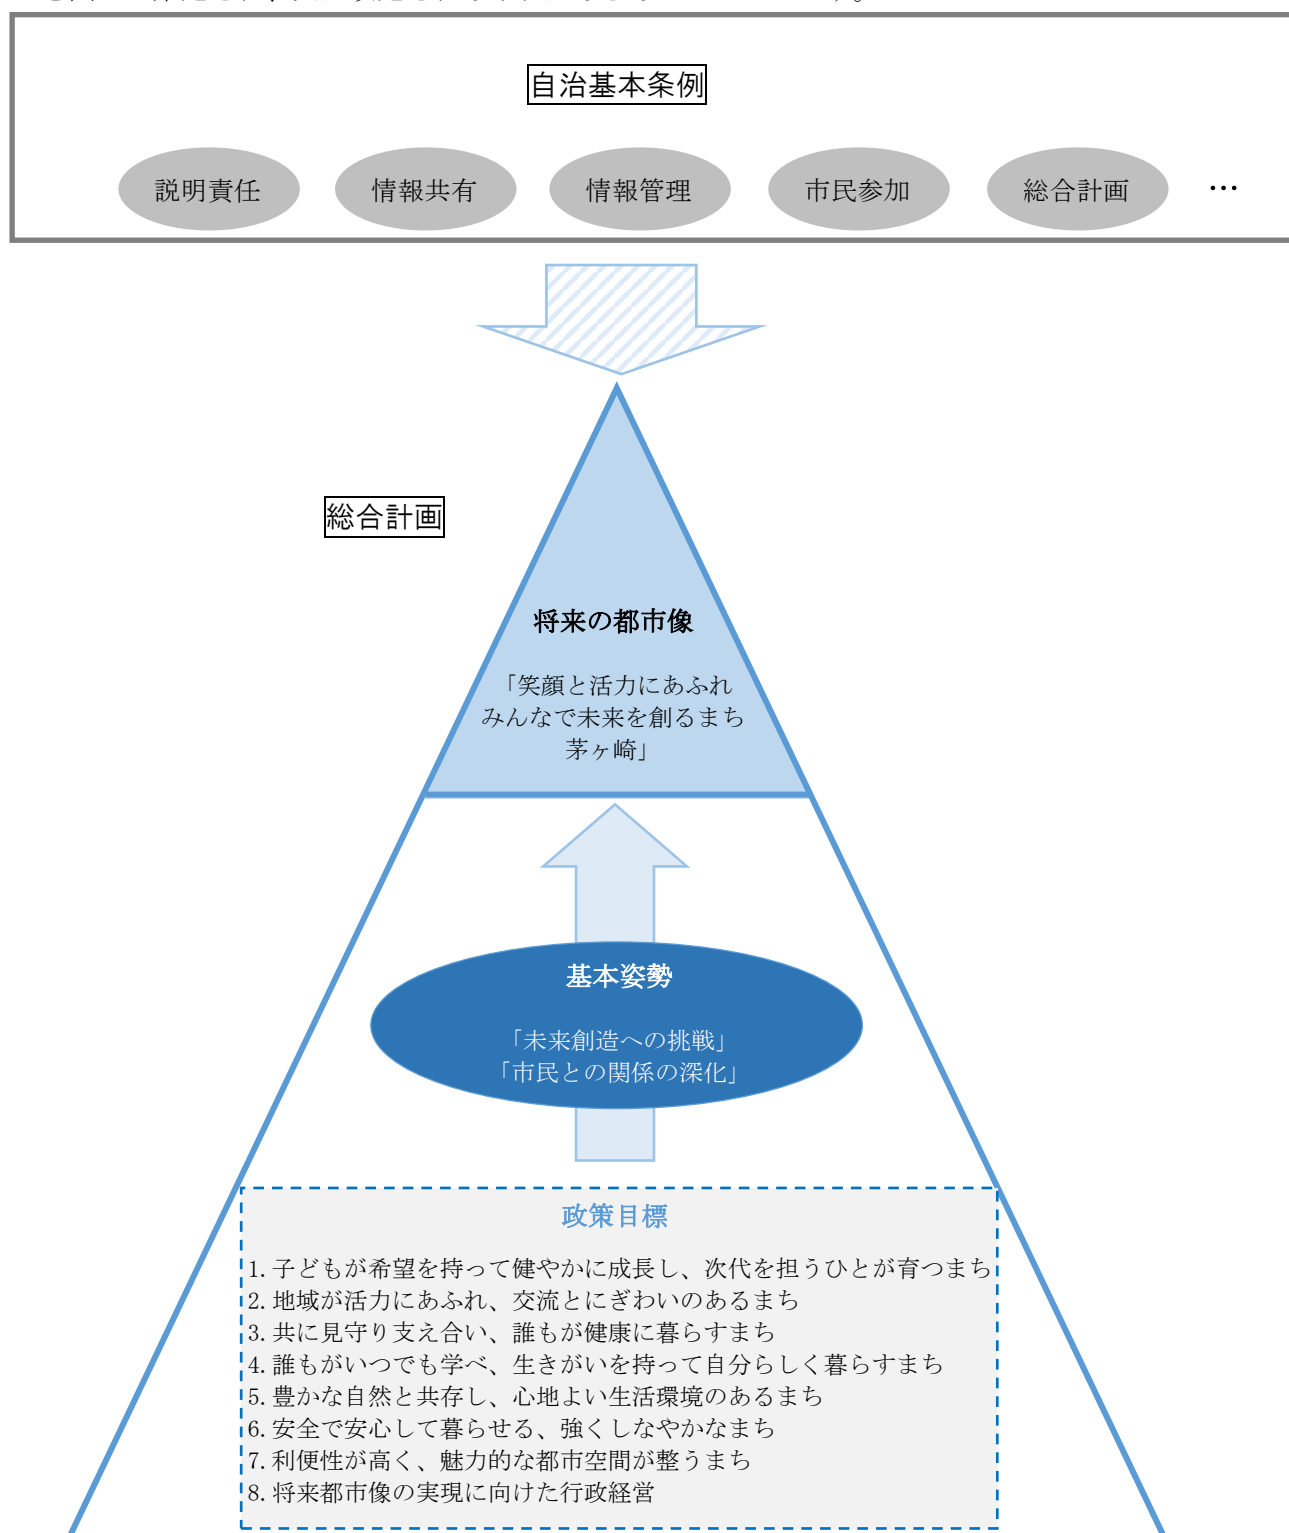 自治基本条例
説明責任 情報共有 情報管理 市民参加 総合計画 …
総合計画
将来の都市像
「笑顔と活力にあふれ
みんなで未来を創るまち
茅ヶ崎」
基本姿勢
「未来創造への挑戦」
「市民との関係の深化」
政策目標
1. 子どもが希望を持って健やかに成長し、次代を担うひとが育つまち
2. 地域が活力にあふれ、交流とにぎわいのあるまち
3. 共に見守り支え合い、誰もが健康に暮らすまち
4. 誰もがいつでも学べ、生きがいを持って自分らしく暮らすまち
5. 豊かな自然と共存し、心地よい生活環境のあるまち
6. 安全で安心して暮らせる、強くしなやかなまち
7. 利便性が高く、魅力的な都市空間が整うまち
8. 将来都市像の実現に向けた行政経営